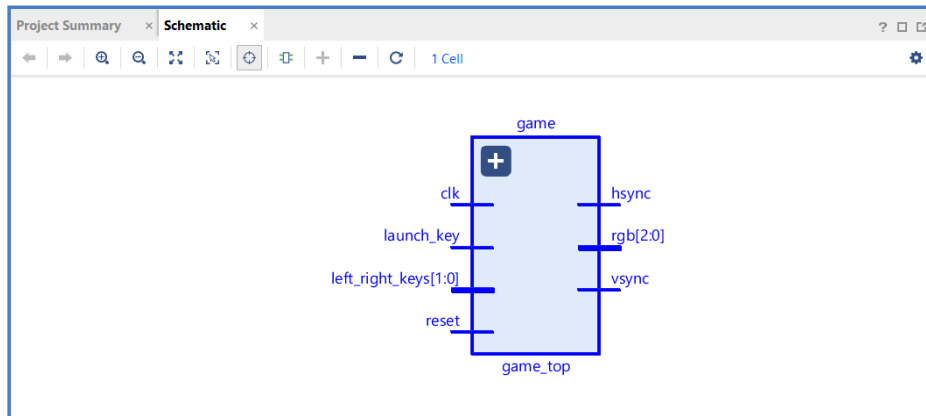 Project Summary × Schematic ×
1 Cell
game
clk
hsync
launch_key
rgb[2:0]
left_right_keys[1:0]
vsync
reset
game_top